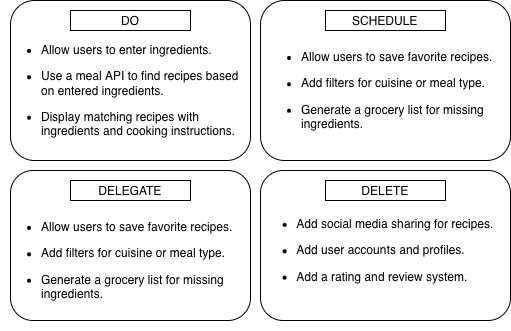 DO
• Allow users to enter ingredients.
• Use a meal API to find recipes based
on entered ingredients.
• Display matching recipes with
ingredients and cooking instructions.
SCHEDULE
• Allow users to save favorite recipes.
• Add filters for cuisine or meal type.
• Generate a grocery list for missing
ingredients.
DELEGATE
• Allow users to save favorite recipes.
• Add filters for cuisine or meal type.
• Generate a grocery list for missing
ingredients.
DELETE
• Add social media sharing for recipes.
• Add user accounts and profiles.
• Add a rating and review system.